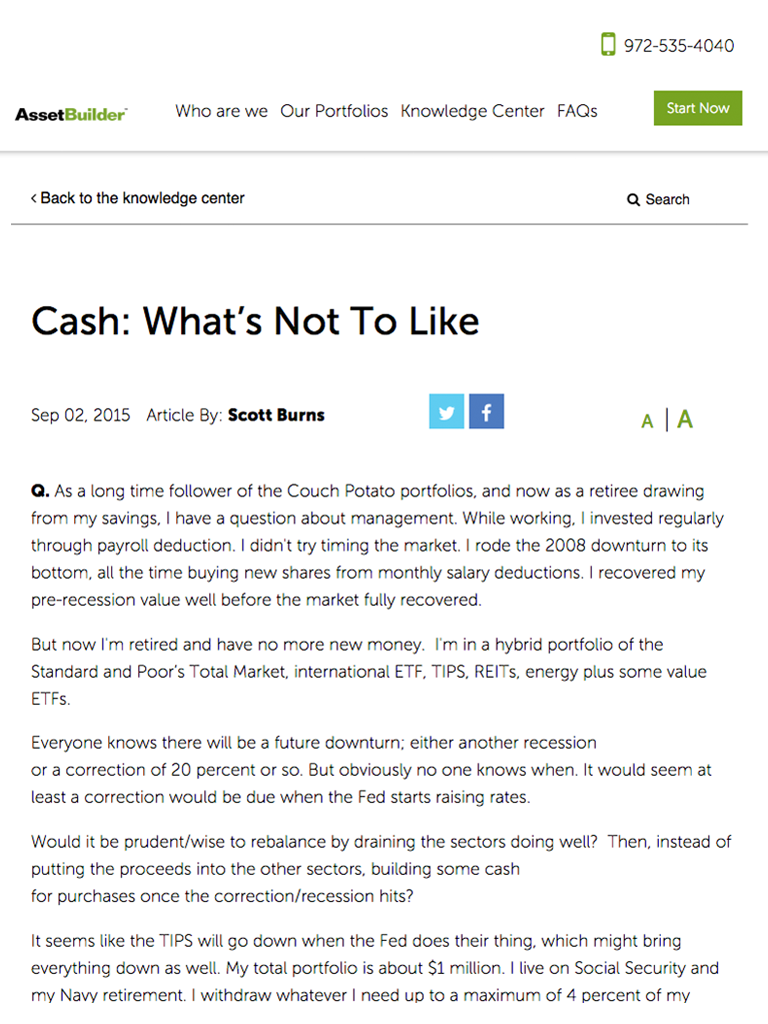 972-535-4040
AssetBuilder™ Who are we Our Portfolios Knowledge Center FAQs Start Now
< Back to the knowledge center Search
Cash: What's Not To Like
Sep 02, 2015 Article By: Scott Burns A | A
Q. As a long time follower of the Couch Potato portfolios, and now as a retiree drawing
from my savings, I have a question about management. While working, I invested regularly
through payroll deduction. I didn't try timing the market. I rode the 2008 downturn to its
bottom, all the time buying new shares from monthly salary deductions. I recovered my
pre-recession value well before the market fully recovered.
But now I'm retired and have no more new money.  I'm in a hybrid portfolio of the
Standard and Poor's Total Market, international ETF, TIPS, REITs, energy plus some value
ETFs.
Everyone knows there will be a future downturn; either another recession
or a correction of 20 percent or so. But obviously no one knows when. It would seem at
least a correction would be due when the Fed starts raising rates.
Would it be prudent/wise to rebalance by draining the sectors doing well?  Then, instead of
putting the proceeds into the other sectors, building some cash
for purchases once the correction/recession hits?
It seems like the TIPS will go down when the Fed does their thing, which might bring
everything down as well. My total portfolio is about $1 million. I live on Social Security and
my Navy retirement. I withdraw whatever I need up to a maximum of 4 percent of my